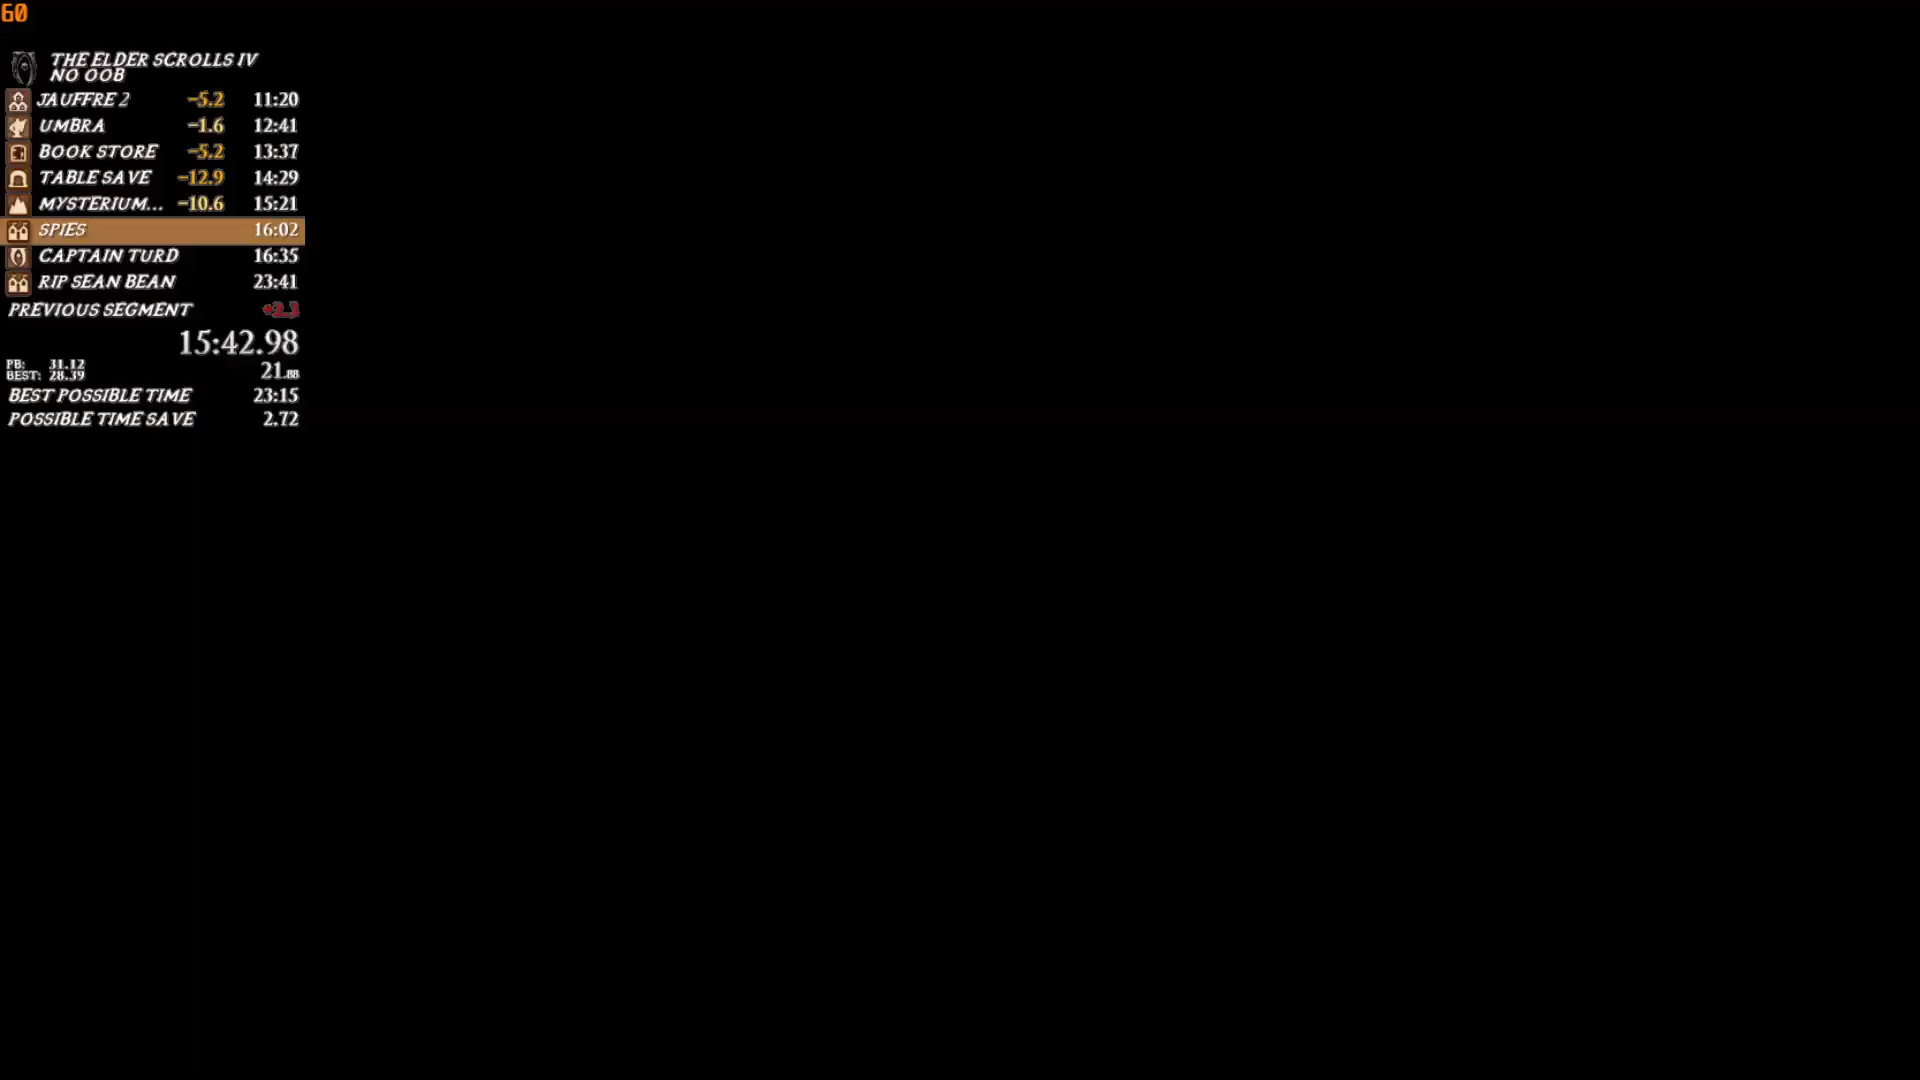 60
THE ELDER SCROLLS IV
NO OOB
JAUFFRE 2 -5.2 11:20
UMBRA -1.6 12:41
BOOK STORE -5.2 13:37
TABLE SAVE -12.9 14:29
MYSTERIUM... -10.6 15:21
SPIES 16:02
CAPTAIN TURD 16:35
RIP SEAN BEAN 23:41
PREVIOUS SEGMENT +2.3
15:42.98
PB: 31.12
BEST: 28.39 21.88
BEST POSSIBLE TIME 23:15
POSSIBLE TIME SAVE 2.72